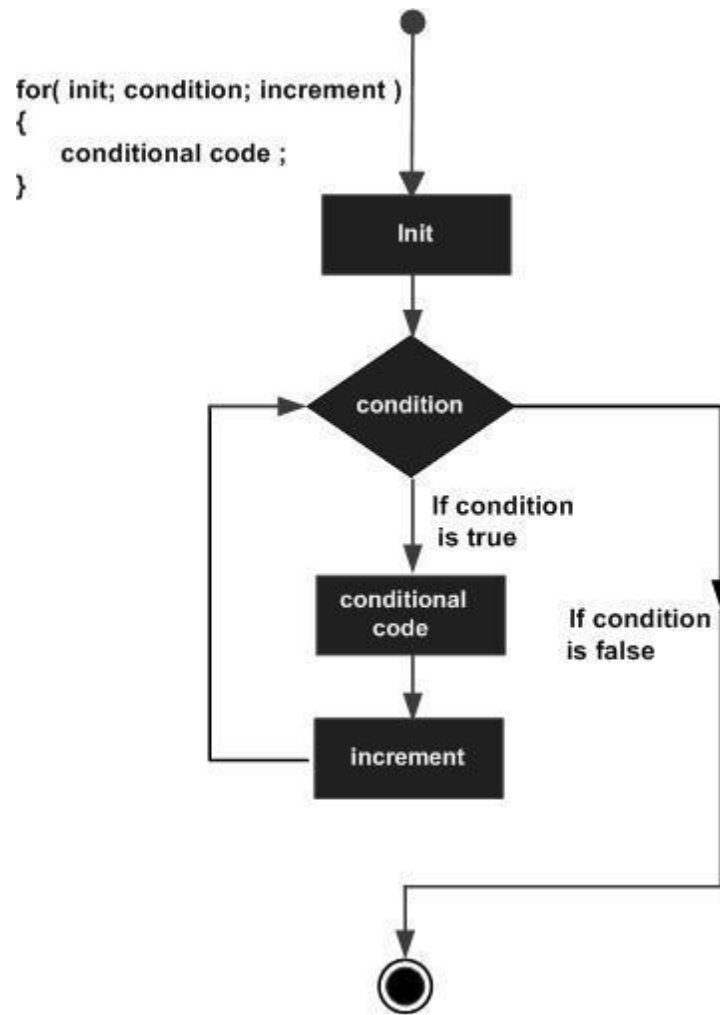 for( init; condition; increment )
{
conditional code ;
}
Init
condition
If condition
is true
conditional
code
If condition
is false
increment